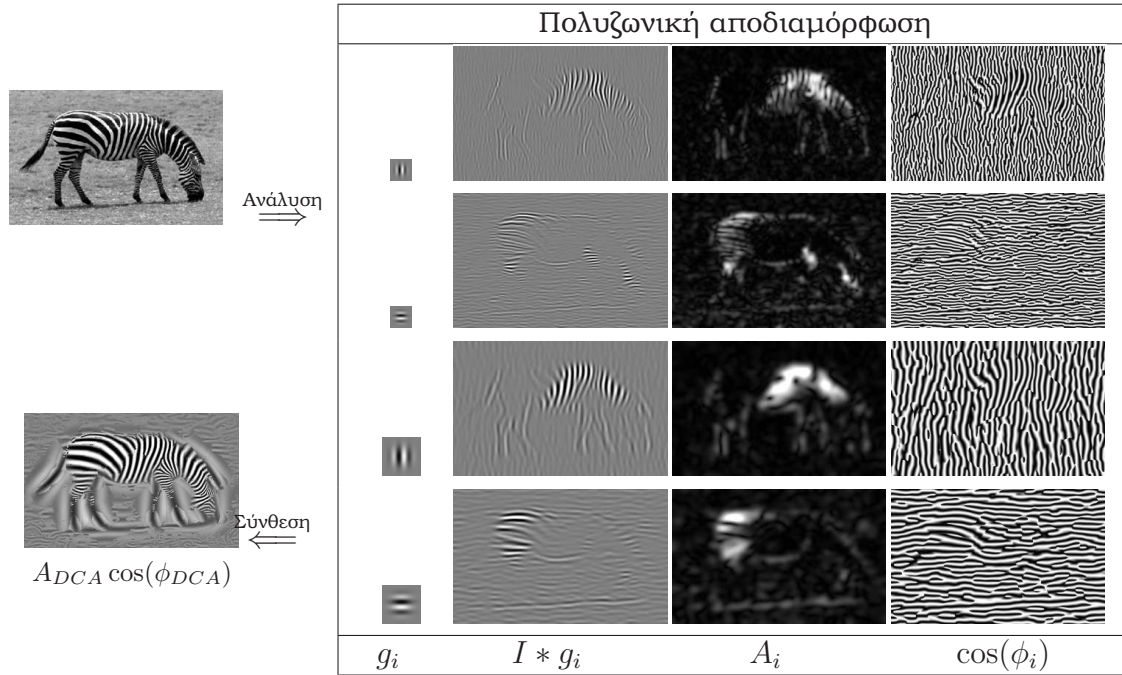 Πολυζωνική αποδιαμόρφωση
Ανάλυση
⟹
Σύνθεση
⟸
A_{DCA} cos(ϕ_{DCA})
g_i I ∗ g_i A_i cos(ϕ_i)